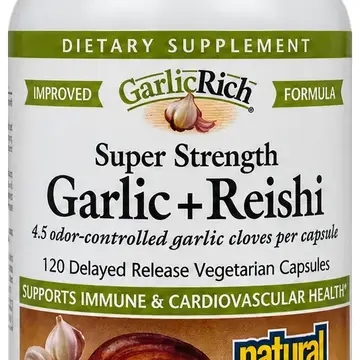 DIETARY SUPPLEMENT
IMPROVED
GarlicRich®
FORMULA
Super Strength
Garlic + Reishi
4.5 odor-controlled garlic cloves per capsule
120 Delayed Release Vegetarian Capsules
SUPPORTS IMMUNE & CARDIOVASCULAR HEALTH*
natural